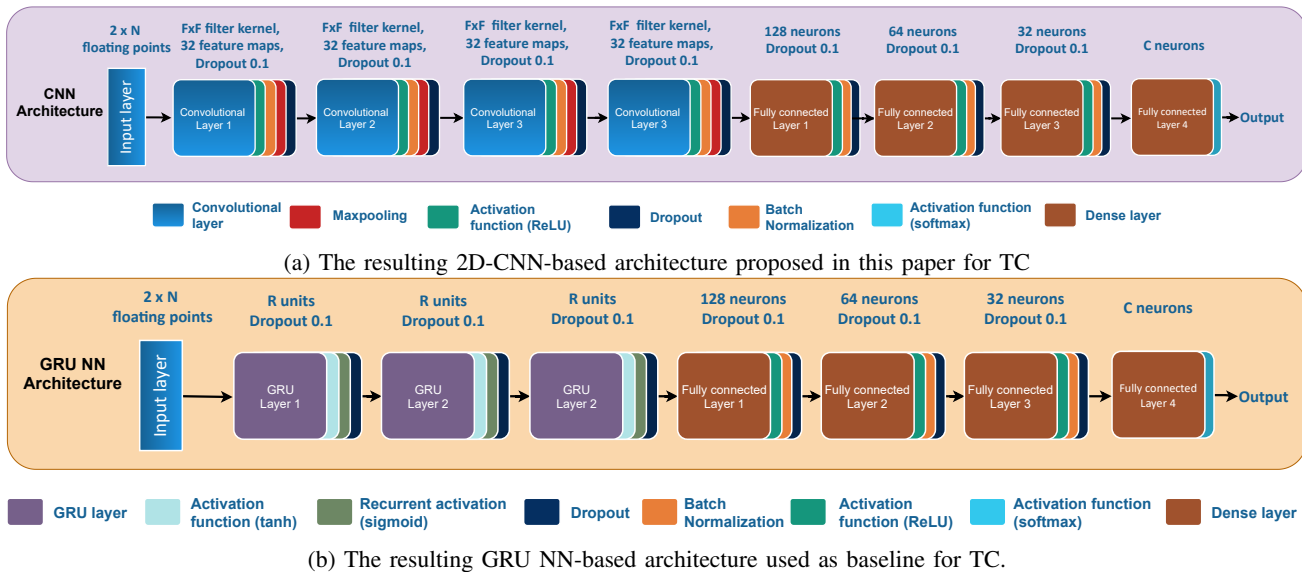 2 x N
floating points
FxF filter kernel,
32 feature maps,
Dropout 0.1
FxF filter kernel,
32 feature maps,
Dropout 0.1
FxF filter kernel,
32 feature maps,
Dropout 0.1
FxF filter kernel,
32 feature maps,
Dropout 0.1
128 neurons
Dropout 0.1
64 neurons
Dropout 0.1
32 neurons
Dropout 0.1
C neurons
CNN
Architecture
Input layer
Convolutional
Layer 1
Convolutional
Layer 2
Convolutional
Layer 3
Convolutional
Layer 3
Fully connected
Layer 1
Fully connected
Layer 2
Fully connected
Layer 3
Fully connected
Layer 4
Output
Convolutional
layer
Maxpooling
Activation
function (ReLU)
Dropout
Batch
Normalization
Activation function
(softmax)
Dense layer
(a) The resulting 2D-CNN-based architecture proposed in this paper for TC
2 x N
floating points
R units
Dropout 0.1
R units
Dropout 0.1
R units
Dropout 0.1
128 neurons
Dropout 0.1
64 neurons
Dropout 0.1
32 neurons
Dropout 0.1
C neurons
GRU NN
Architecture
Input layer
GRU
Layer 1
GRU
Layer 2
GRU
Layer 2
Fully connected
Layer 1
Fully connected
Layer 2
Fully connected
Layer 3
Fully connected
Layer 4
Output
GRU layer
Activation
function (tanh)
Recurrent activation
(sigmoid)
Dropout
Batch
Normalization
Activation
function (ReLU)
Activation function
(softmax)
Dense layer
(b) The resulting GRU NN-based architecture used as baseline for TC.